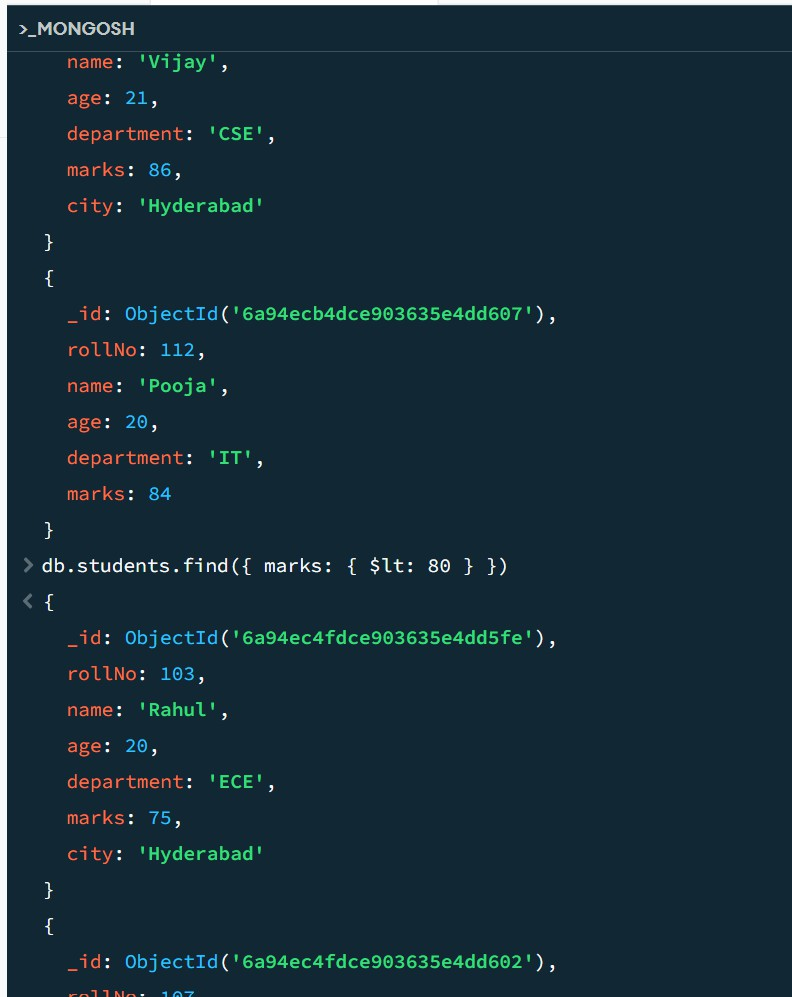 >_MONGOSH
name: 'Vijay',
age: 21,
department: 'CSE',
marks: 86,
city: 'Hyderabad'
}
{
_id: ObjectId('6a94ecb4dce903635e4dd607'),
rollNo: 112,
name: 'Pooja',
age: 20,
department: 'IT',
marks: 84
}
> db.students.find({ marks: { $lt: 80 } })
< {
_id: ObjectId('6a94ec4fdce903635e4dd5fe'),
rollNo: 103,
name: 'Rahul',
age: 20,
department: 'ECE',
marks: 75,
city: 'Hyderabad'
}
{
_id: ObjectId('6a94ec4fdce903635e4dd602'),
rollNo: 107